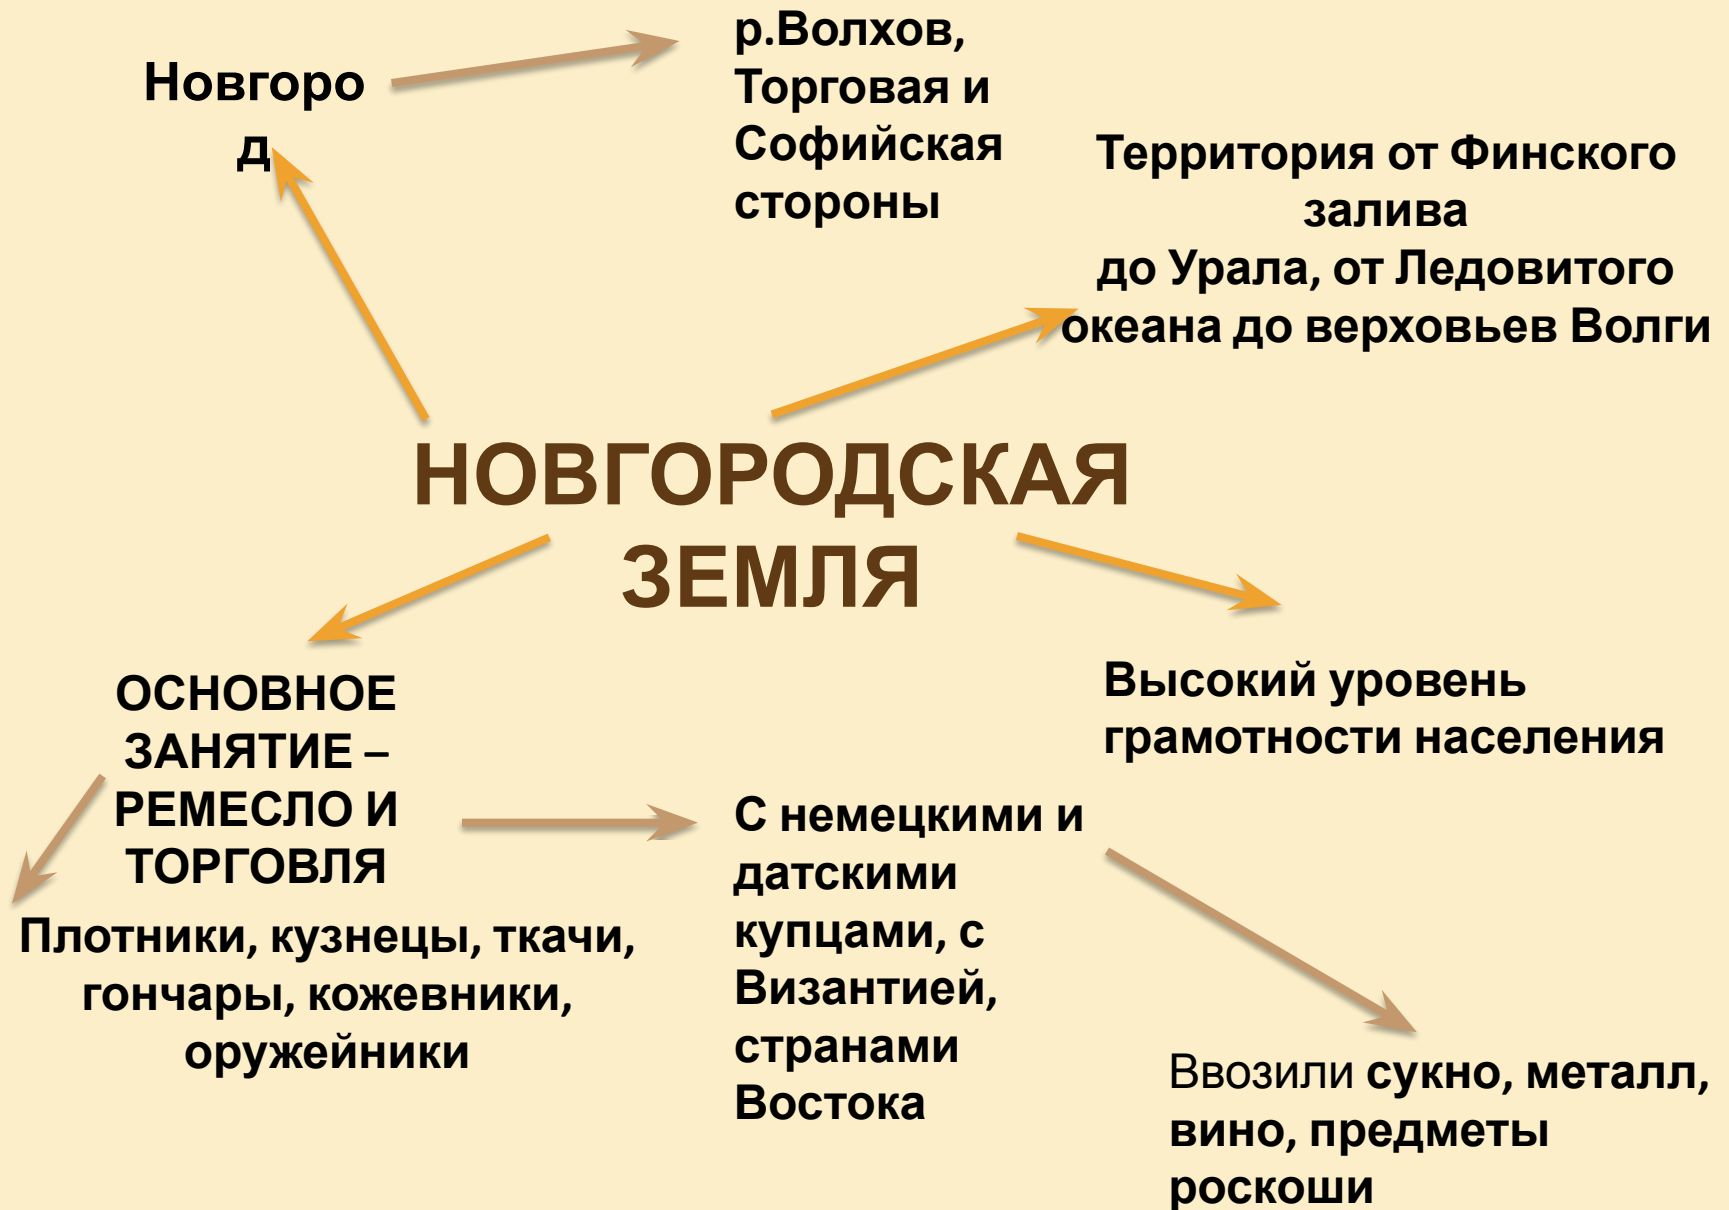 Новгоро
д
р.Волхов,
Торговая и
Софийская
стороны
Территория от Финского
залива
до Урала, от Ледовитого
океана до верховьев Волги
НОВГОРОДСКАЯ
ЗЕМЛЯ
ОСНОВНОЕ
ЗАНЯТИЕ –
РЕМЕСЛО И
ТОРГОВЛЯ
Высокий уровень
грамотности населения
Плотники, кузнецы, ткачи,
гончары, кожевники,
оружейники
С немецкими и
датскими
купцами, с
Византией,
странами
Востока
Ввозили сукно, металл,
вино, предметы
роскоши